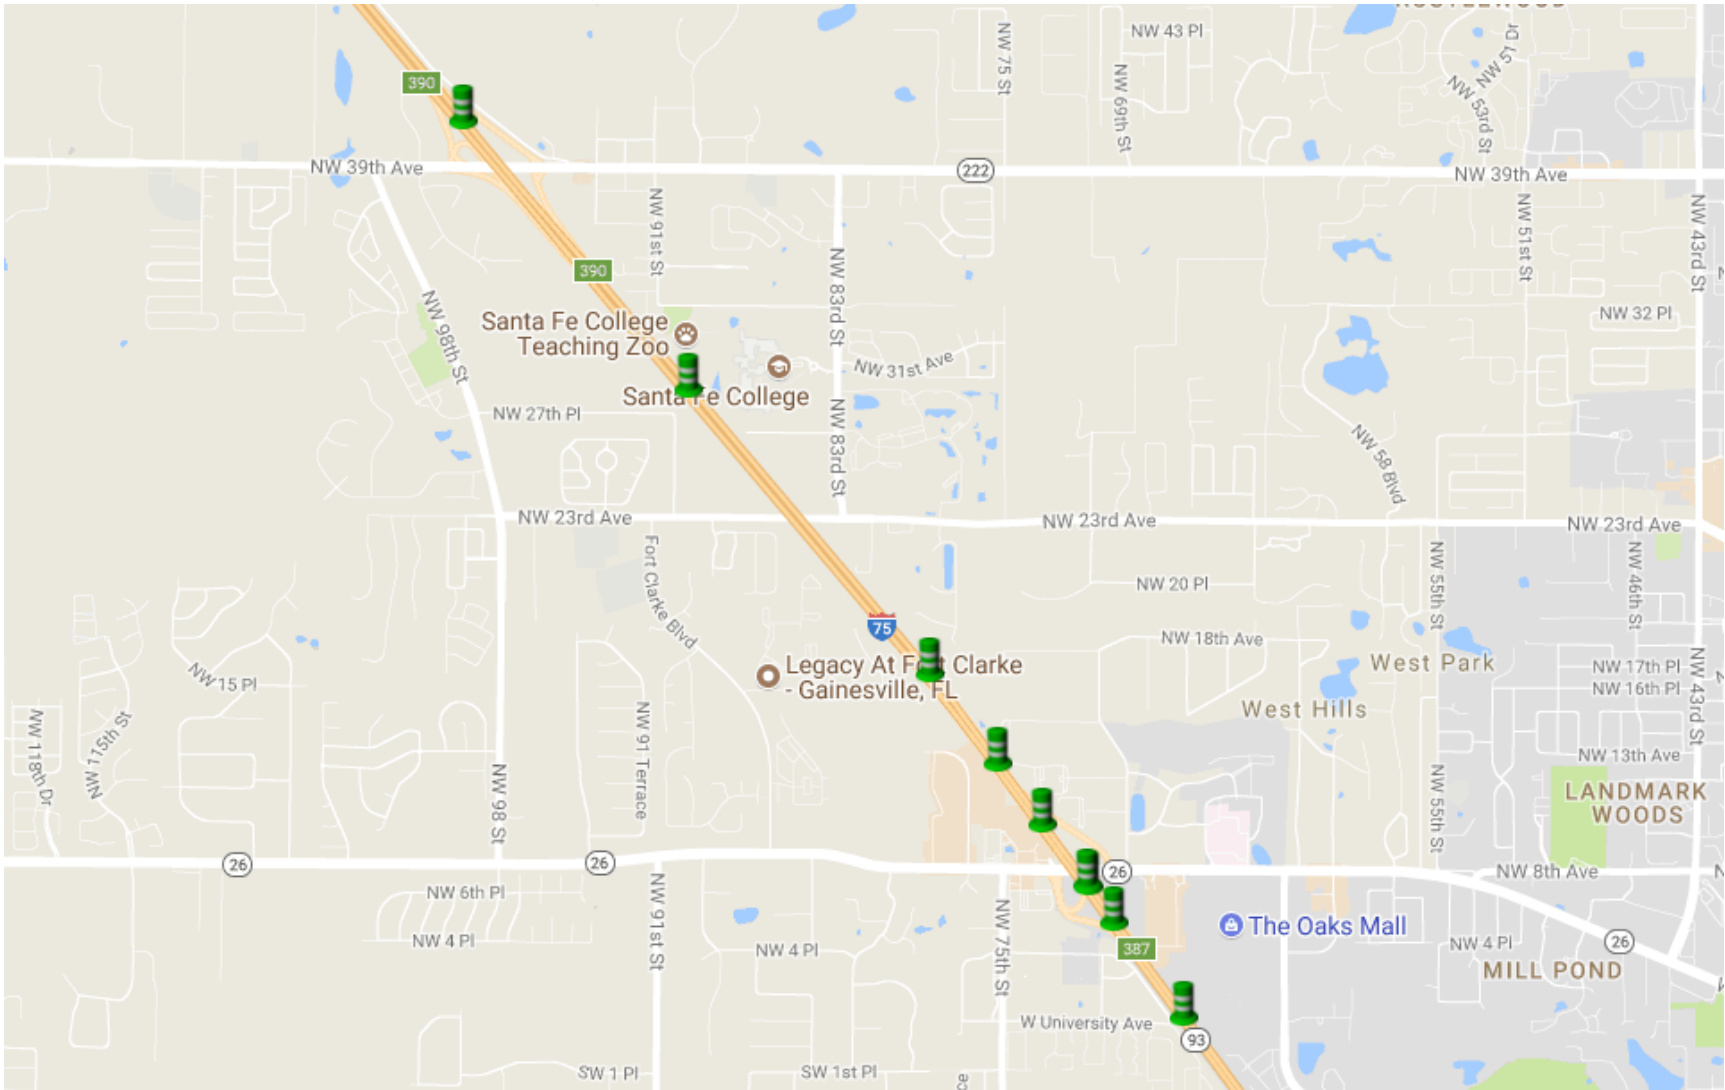 NW 43 Pl
NW 51 Dr
390
NW 75 St
NW 69th St
NW 53rd St
NW 39th Ave
222
NW 39th Ave
NW 91st St
NW 83rd St
NW 51st St
NW 43rd St
390
NW 98th St
Santa Fe College
Teaching Zoo
NW 32 Pl
NW 31st Ave
Santa Fe College
NW 27th Pl
NW 83rd St
NW 58 Blvd
NW 23rd Ave
NW 23rd Ave
NW 23rd Ave
Fort Clarke Blvd
NW 55th St
NW 46th St
NW 20 Pl
75
NW 18th Ave
West Park
Legacy At Fort Clarke
- Gainesville, FL
NW 17th Pl
NW 16th Pl
NW 15 Pl
NW 43rd St
West Hills
NW 118th Dr
NW 115th St
NW 91 Terrace
NW 98 St
NW 13th Ave
NW 55th St
LANDMARK
WOODS
26
26
26
NW 8th Ave
NW 6th Pl
NW 91st St
NW 75th St
The Oaks Mall
NW 4 Pl
NW 4 Pl
387
NW 4 Pl
26
MILL POND
W University Ave
93
SW 1 Pl
SW 1st Pl